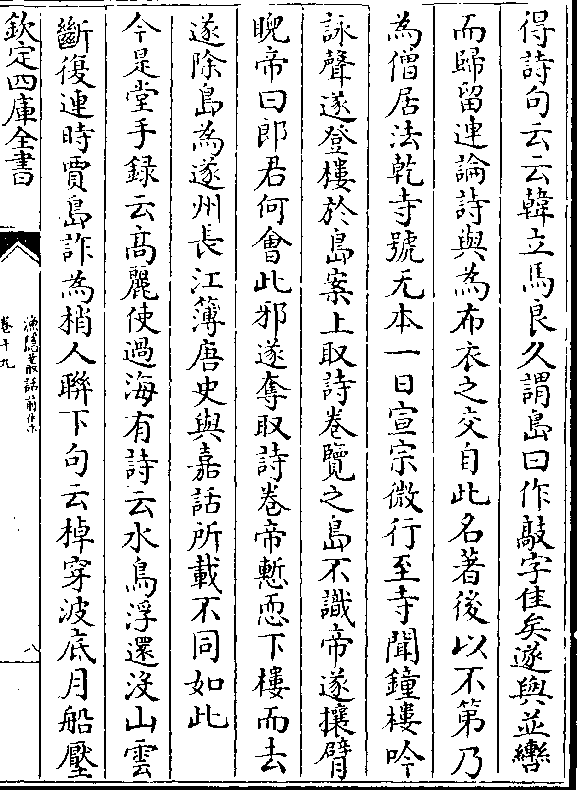 得詩句云云韓立馬良久謂島曰作敲字佳矣遂與並轡
而歸留連論詩與為布衣之交自此名著後以不第乃
為僧居法乾寺號无本一日宣宗微行至寺聞鐘樓吟
詠聲遂登樓於島案上取詩卷覽之島不識帝遂攘臂
睨帝曰郎君何會此邪遂奪取詩卷帝慙恧下樓而去
遂除島為遂州長江簿唐史與嘉話所載不同如此
今是堂手録云髙麗使過海有詩云水鳥浮還没山雲
斷復連時賈島詐為梢人聯下句云棹穿波底月船壓
欽定四庫全書
漁隠叢話前集
卷十九
八